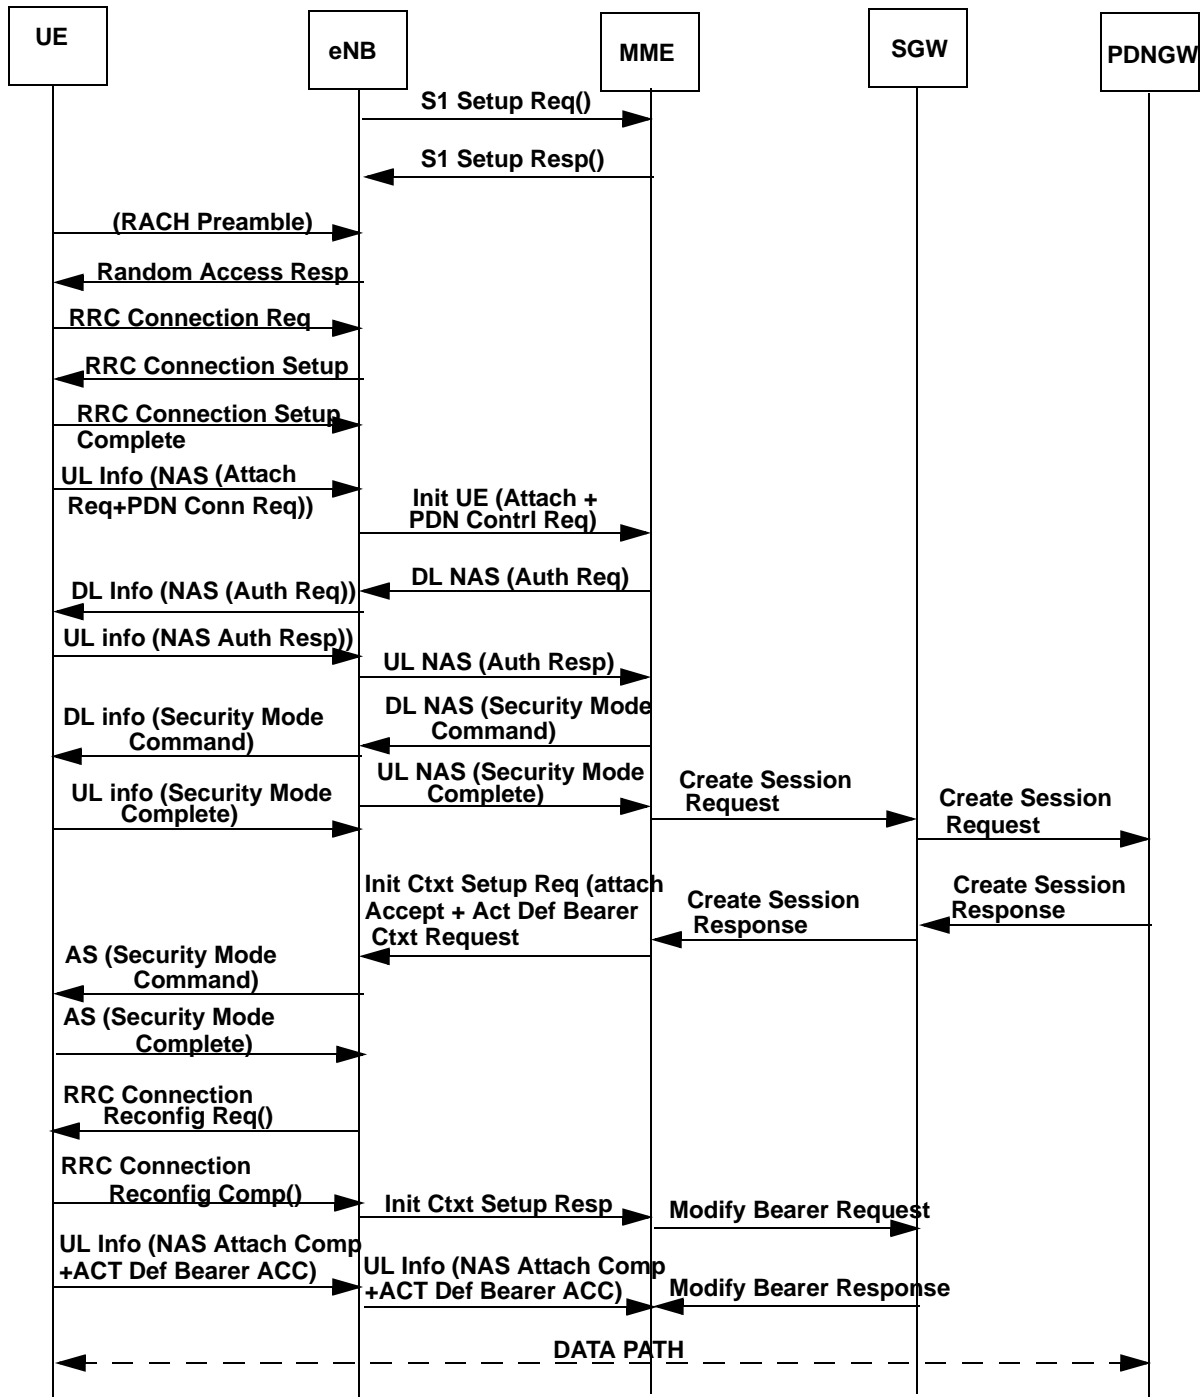 UE
eNB
MME
SGW
PDNGW
S1 Setup Req()
S1 Setup Resp()
(RACH Preamble)
Random Access Resp
RRC Connection Req
RRC Connection Setup
RRC Connection Setup
Complete
UL Info (NAS (Attach
Req+PDN Conn Req))
Init UE (Attach +
PDN Contrl Req)
DL NAS (Auth Req)
DL Info (NAS (Auth Req))
UL info (NAS Auth Resp))
UL NAS (Auth Resp)
DL NAS (Security Mode
Command)
DL info (Security Mode
Command)
UL NAS (Security Mode
Complete)
UL info (Security Mode
Complete)
Create Session
Request
Create Session
Request
Init Ctxt Setup Req (attach
Accept + Act Def Bearer
Ctxt Request
Create Session
Response
Create Session
Response
AS (Security Mode
Command)
AS (Security Mode
Complete)
RRC Connection
Reconfig Req()
RRC Connection
Reconfig Comp()
Init Ctxt Setup Resp
Modify Bearer Request
UL Info (NAS Attach Comp
+ACT Def Bearer ACC)
UL Info (NAS Attach Comp
+ACT Def Bearer ACC)
Modify Bearer Response
DATA PATH